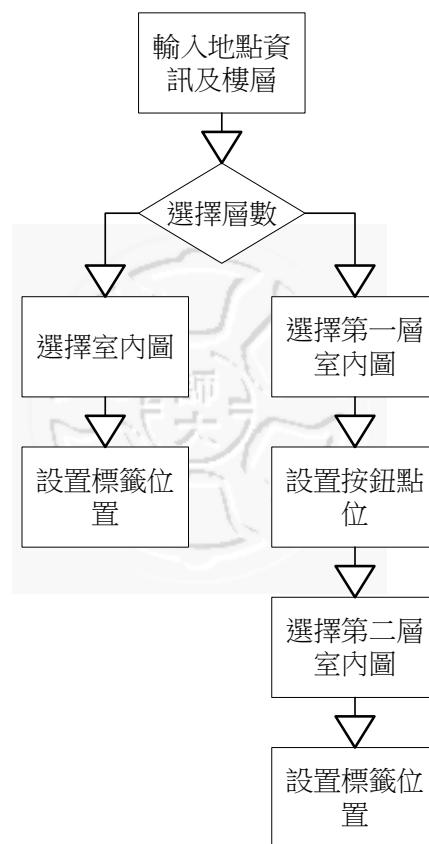 輸入地點資
訊及樓層
選擇層數
選擇室內圖
設置標籤位
置
選擇第一層
室內圖
設置按鈕點
位
選擇第二層
室內圖
設置標籤位
置
師
大